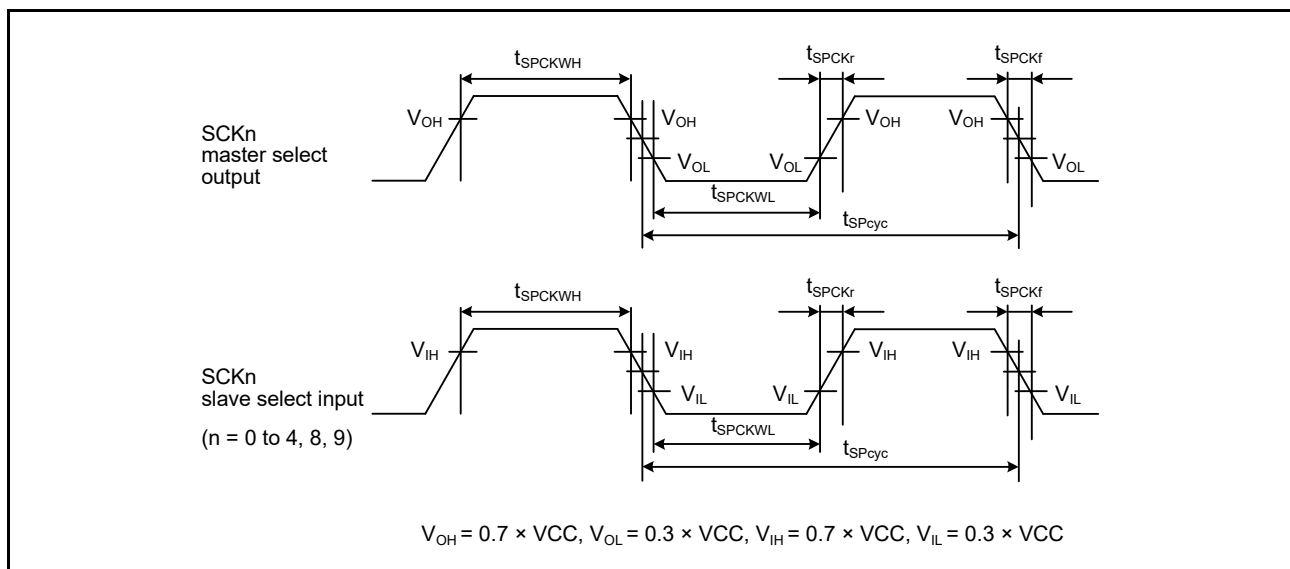 tSPCKWH
tSPCKr
tSPCKf
VOH
VOH
VOH
VOH
SCKn
master select
output
VOL
VOL
VOL
tSPCKWL
tSPcyc
tSPCKWH
tSPCKr
tSPCKf
VIH
VIH
VIH
VIH
SCKn
slave select input
(n = 0 to 4, 8, 9)
VIL
VIL
VIL
tSPCKWL
tSPcyc
VOH = 0.7 × VCC, VOL = 0.3 × VCC, VIH = 0.7 × VCC, VIL = 0.3 × VCC